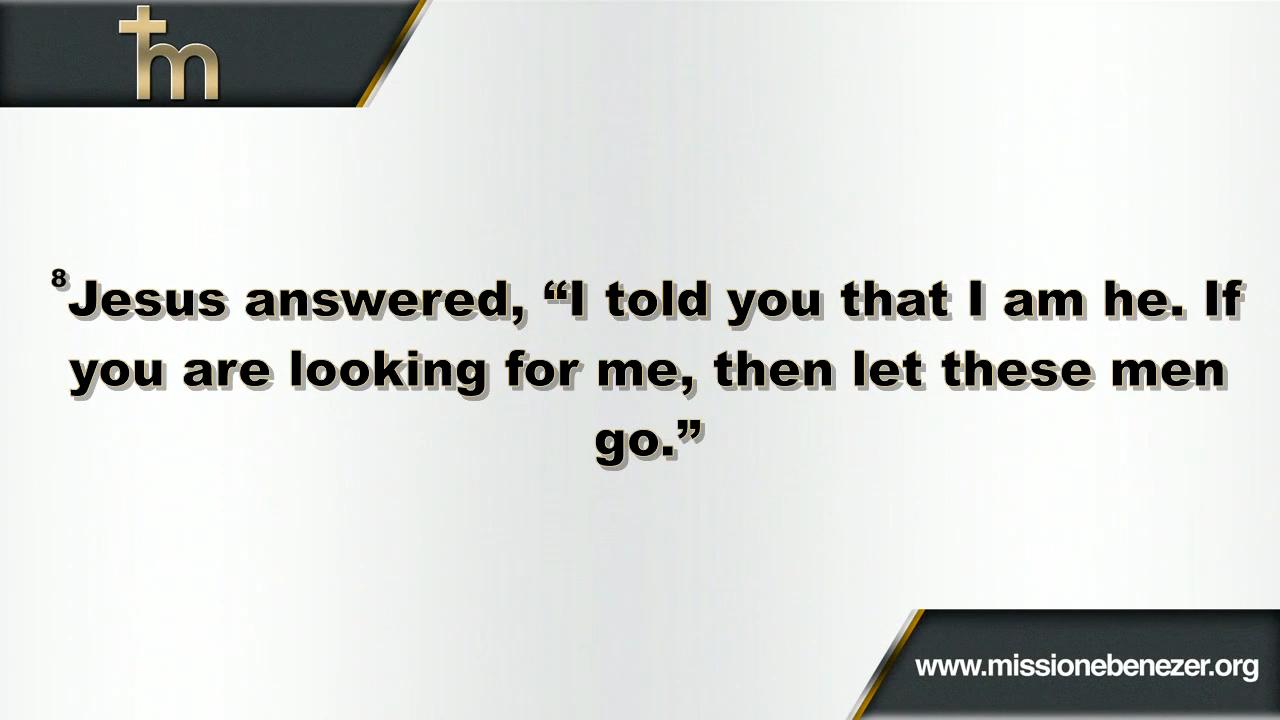 ⁸Jesus answered, “I told you that I am he. If
you are looking for me, then let these men
go.”
www.missionebenezer.org